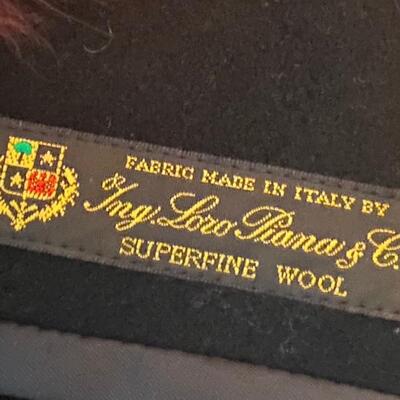 FABRIC MADE IN ITALY BY
Ing. Loro Piana & C.
SUPERFINE WOOL